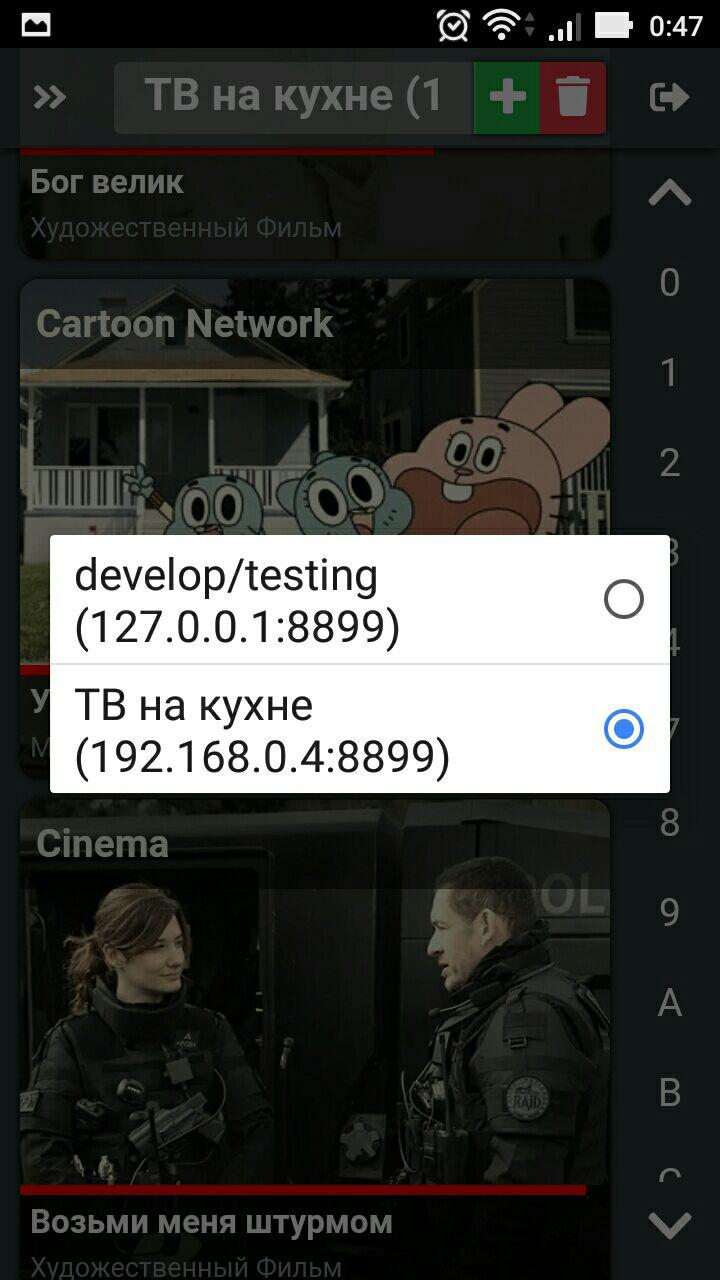 0:47
ТВ на кухне (1
Бог велик
Художественный Фильм
0
Cartoon Network
1
2
3
develop/testing
(127.0.0.1:8899)
4
ТВ на кухне
(192.168.0.4:8899)
У
7
М
8
Cinema
9
OL
A
B
RAID
C
Возьми меня штурмом
Художественный Фильм